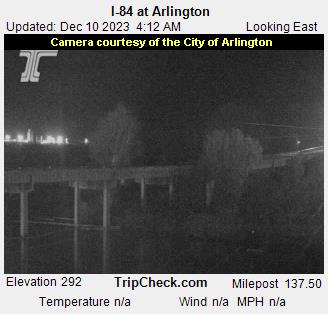 I-84 at Arlington
Updated: Dec 10 2023 4:12 AM Looking East
Camera courtesy of the City of Arlington
Elevation 292 TripCheck.com Milepost 137.50
Temperature n/a Wind n/a MPH n/a